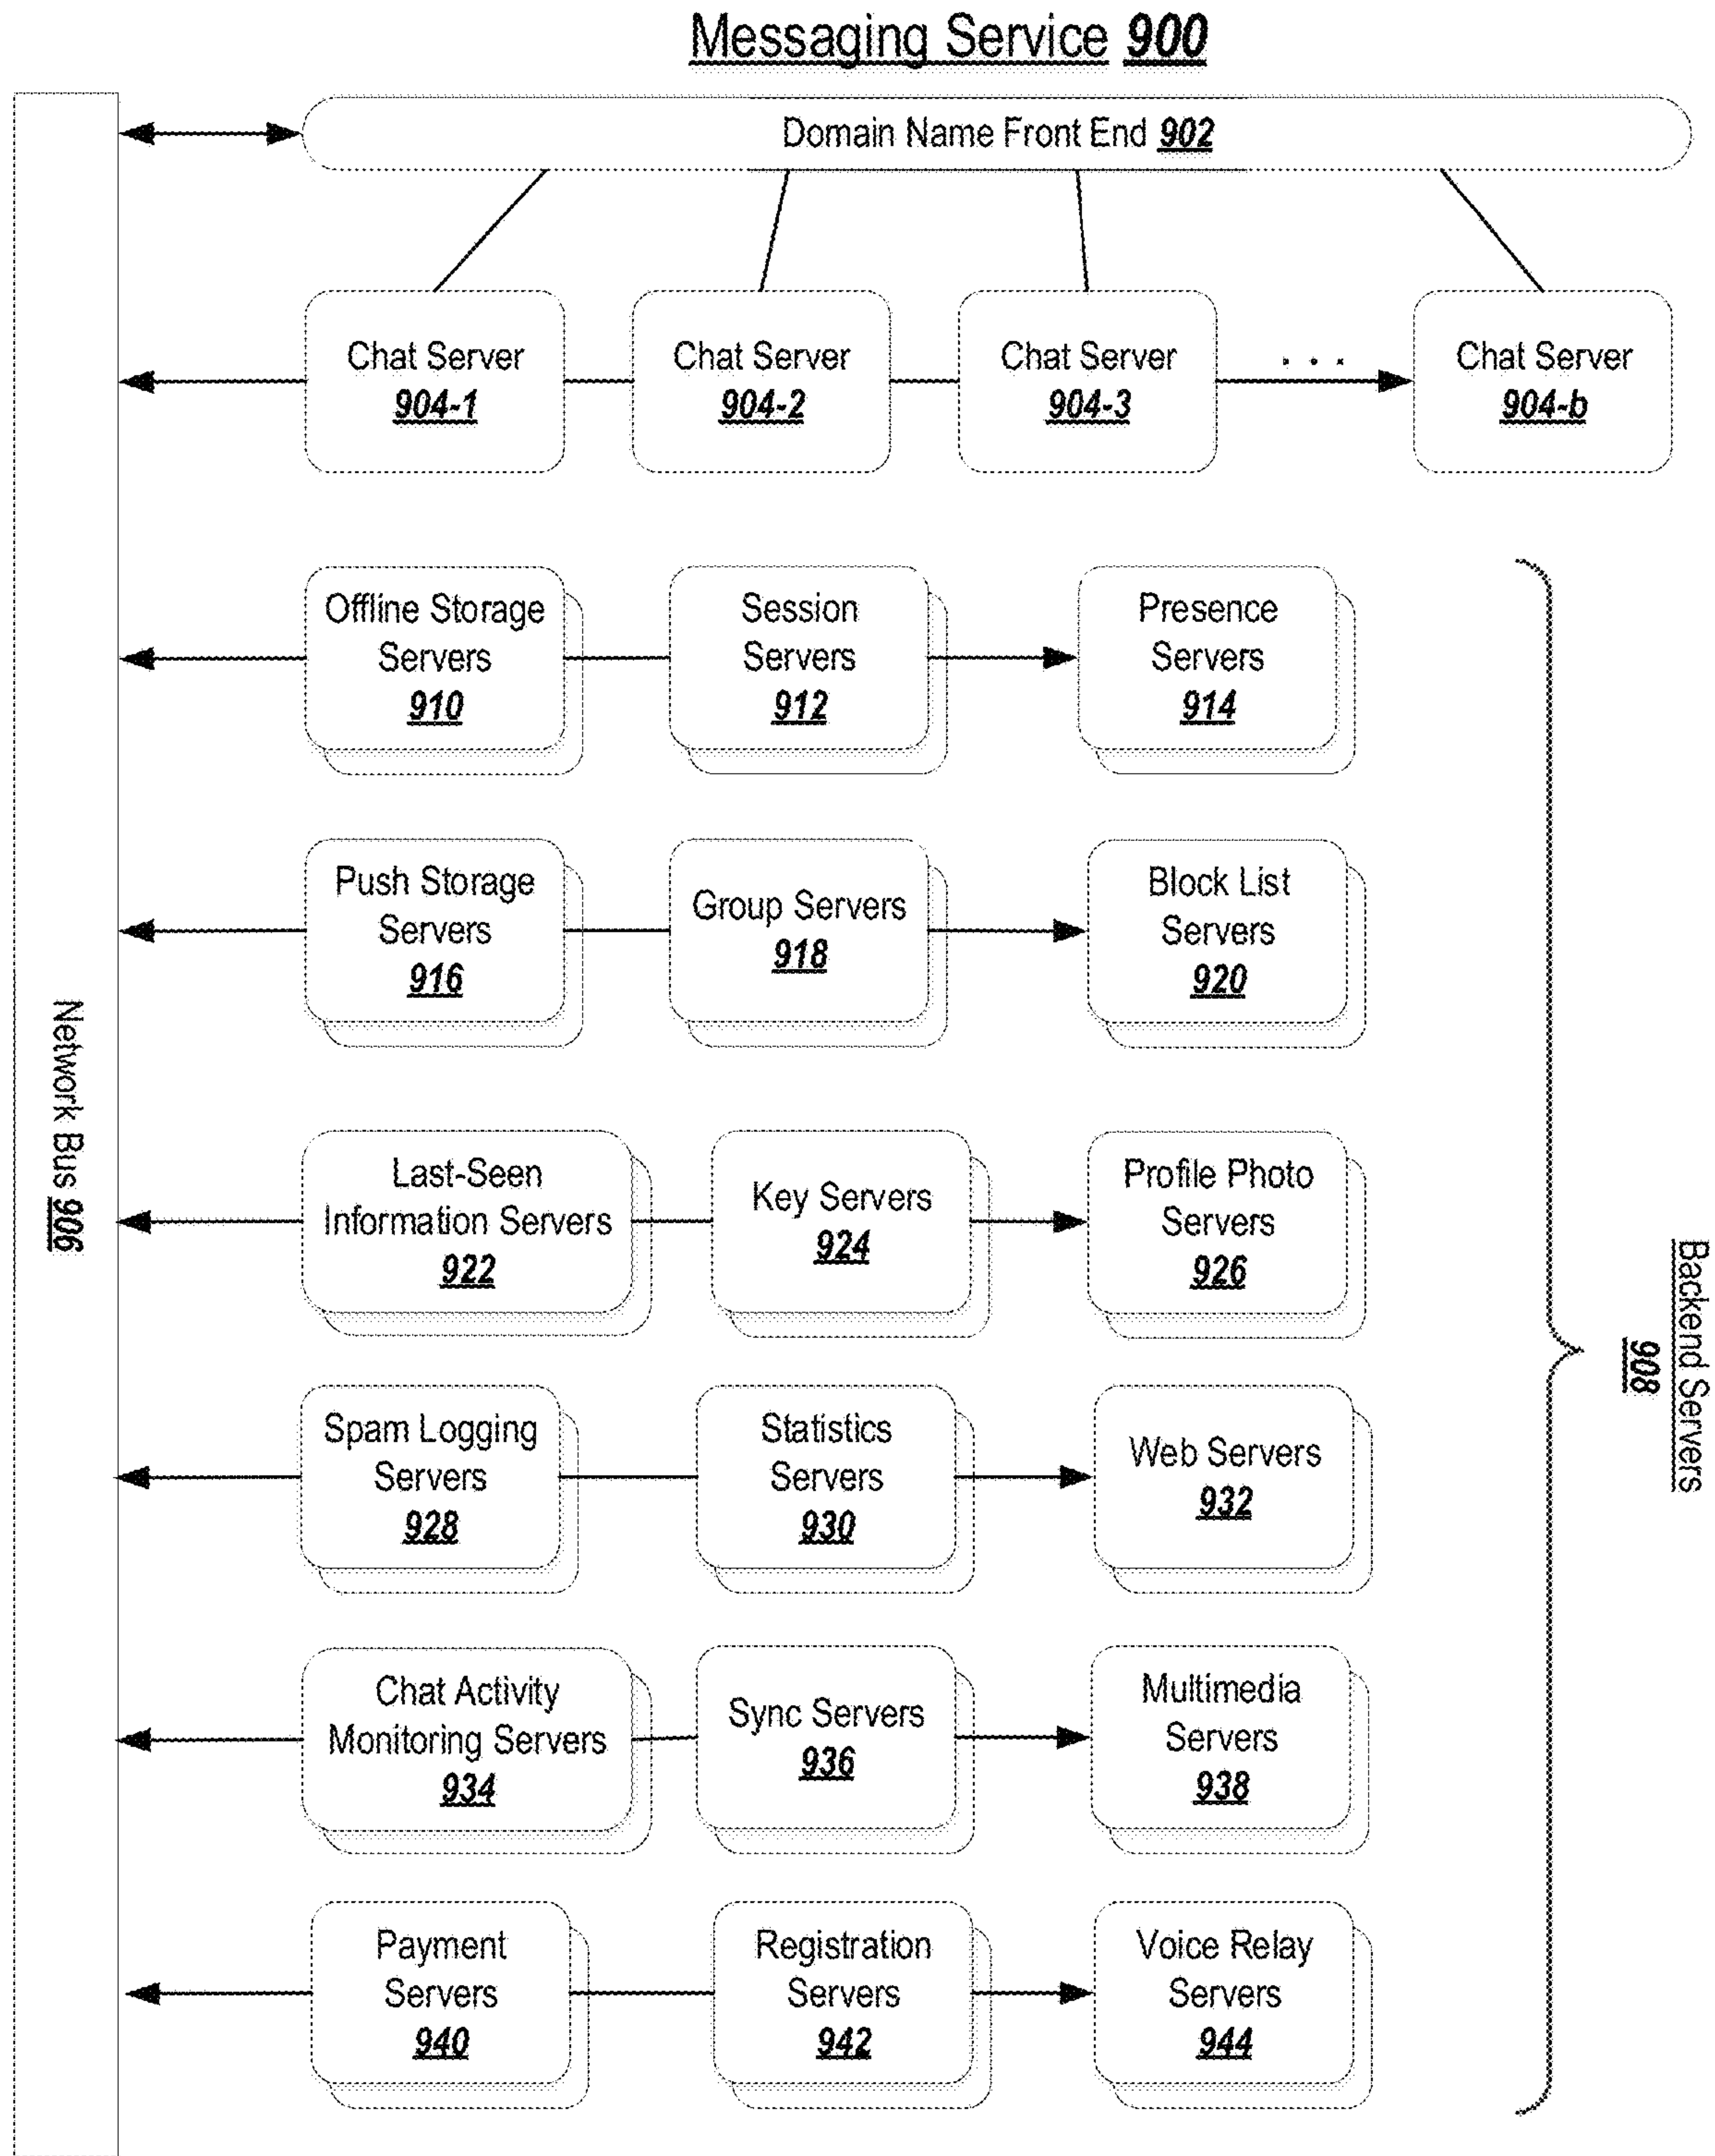 Messaging Service 900
Domain Name Front End 902
Chat Server
904-1
Chat Server
904-2
Chat Server
904-3
. . .
Chat Server
904-b
Offline Storage
Servers
910
Session
Servers
912
Presence
Servers
914
Push Storage
Servers
916
Group Servers
918
Block List
Servers
920
Network Bus 906
Last-Seen
Information Servers
922
Key Servers
924
Profile Photo
Servers
926
Backend Servers
908
Spam Logging
Servers
928
Statistics
Servers
930
Web Servers
932
Chat Activity
Monitoring Servers
934
Sync Servers
936
Multimedia
Servers
938
Payment
Servers
940
Registration
Servers
942
Voice Relay
Servers
944